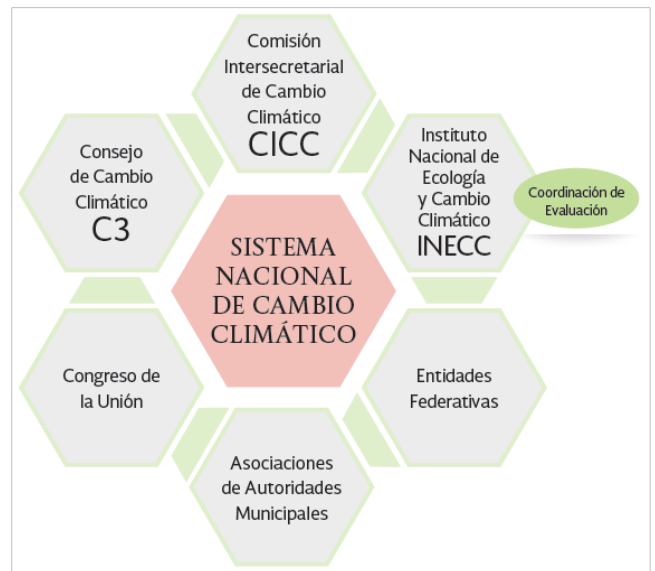 Comisión
Intersecretarial
de Cambio
Climático
CICC
Instituto
Nacional de
Ecología
y Cambio
Climático
INECC
Coordinación de
Evaluación
Consejo
de Cambio
Climático
C3
SISTEMA
NACIONAL
DE CAMBIO
CLIMÁTICO
Congreso de
la Unión
Entidades
Federativas
Asociaciones
de Autoridades
Municipales